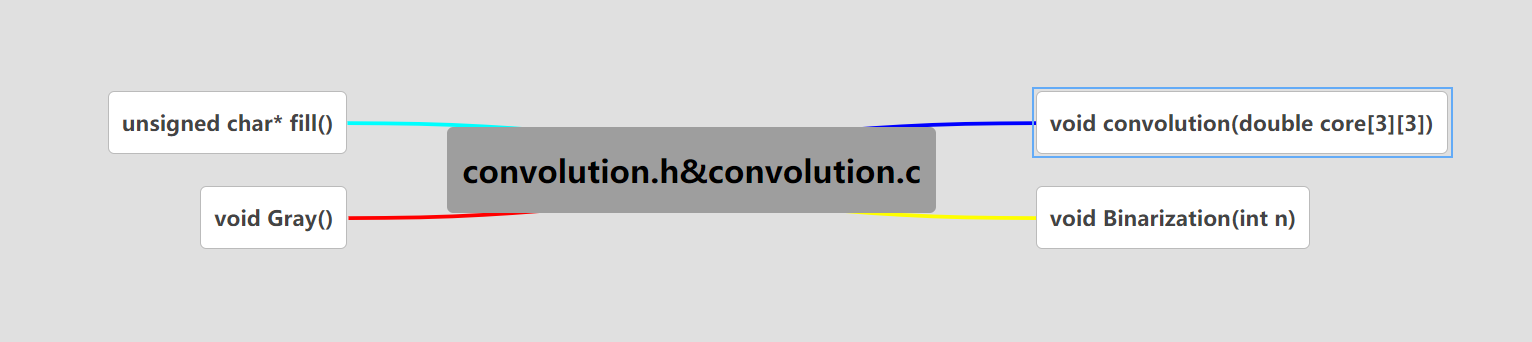 unsigned char* fill()
void convolution(double core[3][3])
convolution.h&convolution.c
void Gray()
void Binarization(int n)